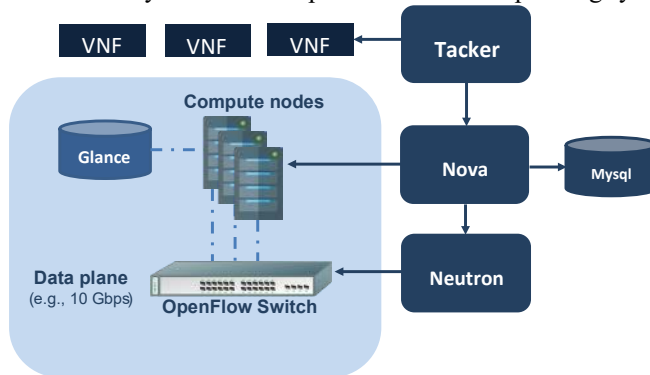 VNF VNF VNF
Tacker
Compute nodes
Glance
Nova
Mysql
Data plane
(e.g., 10 Gbps)
OpenFlow Switch
Neutron